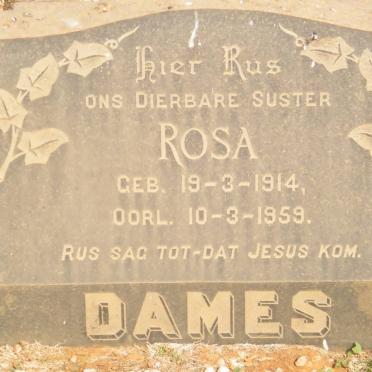 Hier Rus
ONS DIERBARE SUSTER
ROSA
GEB. 19-3-1914,
OORL. 10-3-1959.
RUS SAG TOT-DAT JESUS KOM.
DAMES